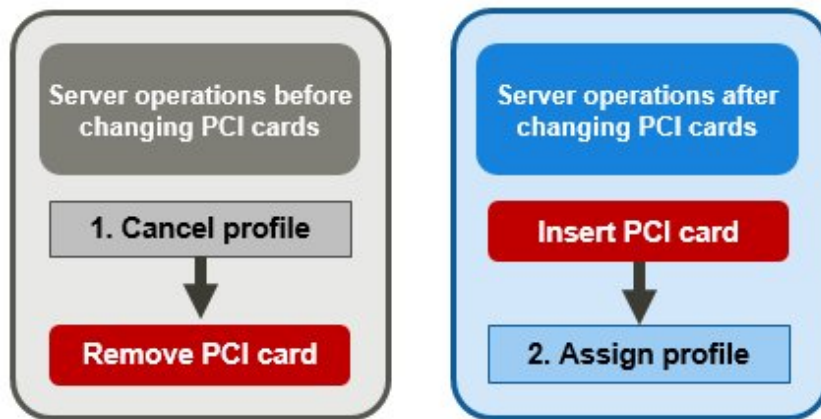 Server operations before
changing PCI cards
1. Cancel profile
Remove PCI card
Server operations after
changing PCI cards
Insert PCI card
2. Assign profile